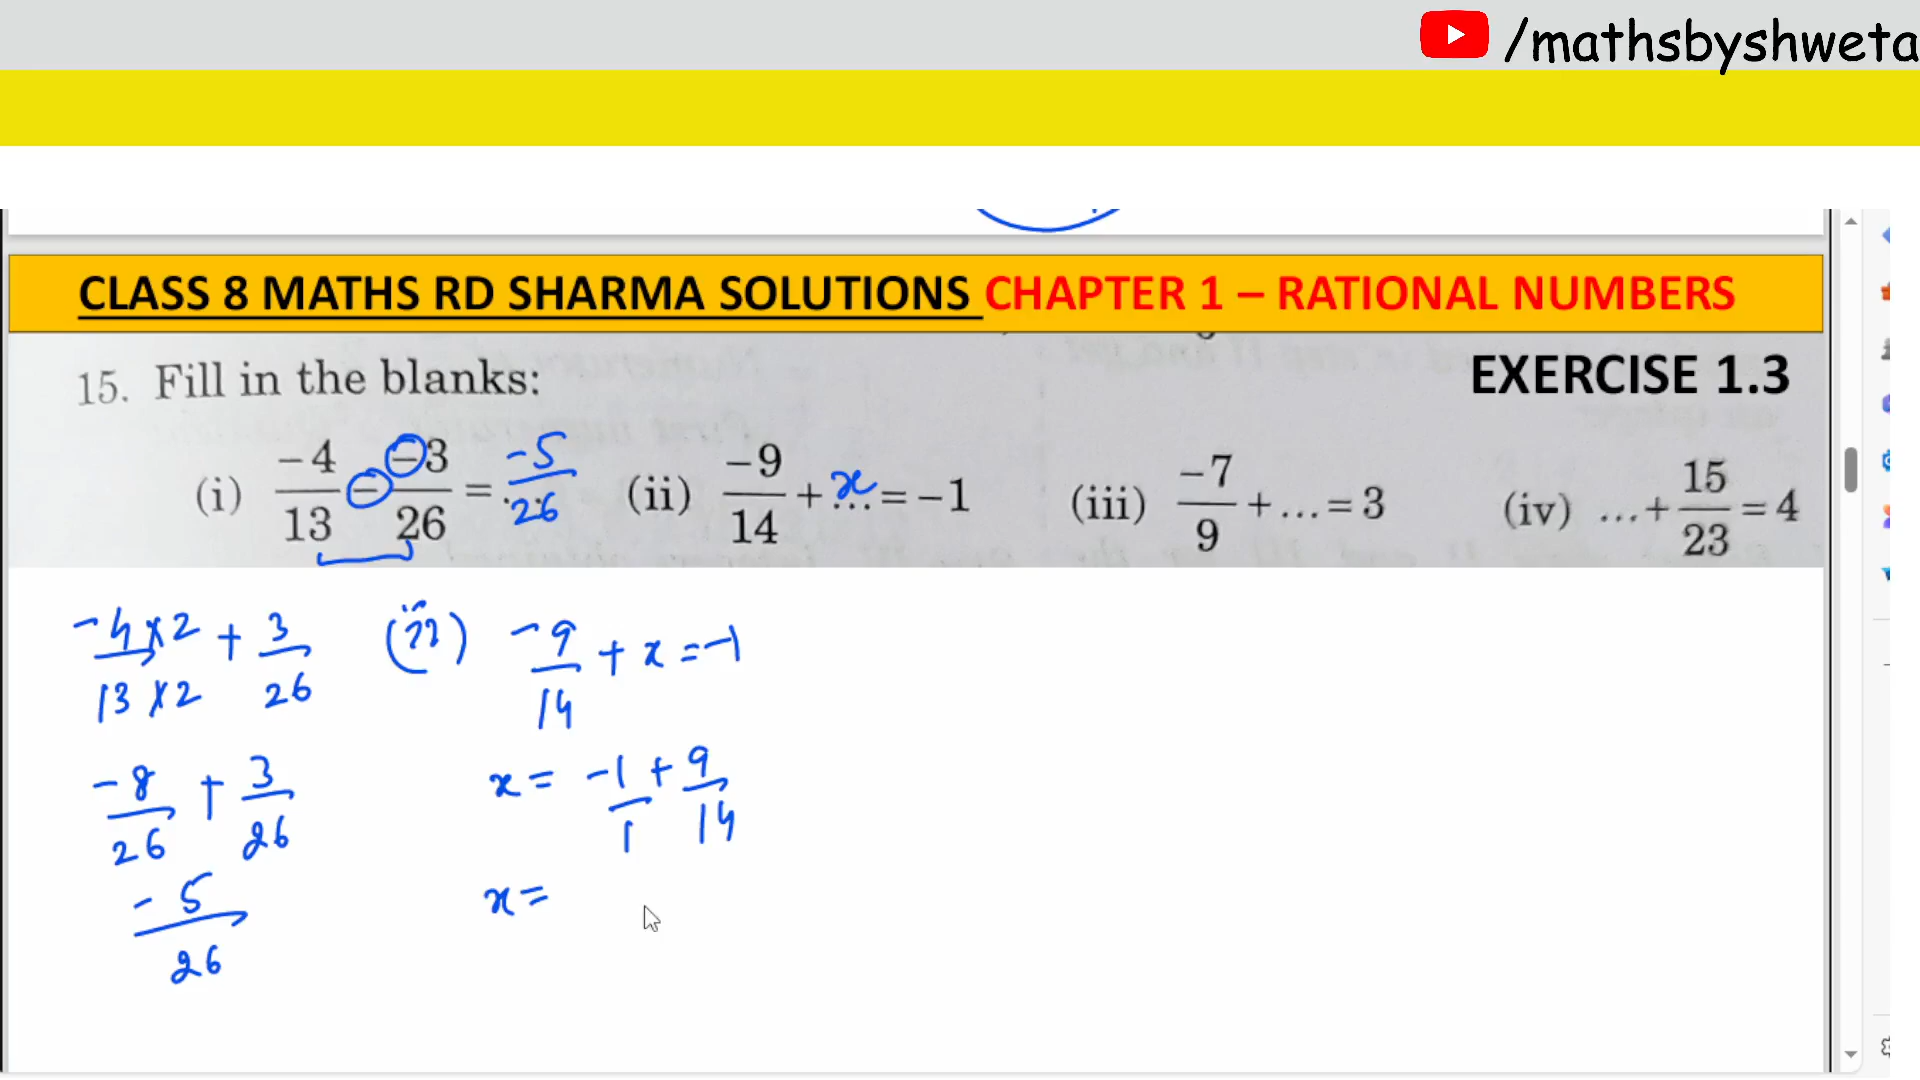 /mathsbyshweta
CLASS 8 MATHS RD SHARMA SOLUTIONS CHAPTER 1 – RATIONAL NUMBERS
15. Fill in the blanks:
EXERCISE 1.3
(i) -4/13 - -3/26 = -5/26 (ii) -9/14 + x ... = -1 (iii) -7/9 + ... = 3 (iv) ... + 15/23 = 4
-4×2/13×2 + 3/26
-8/26 + 3/26
-5/26
(ii) -9/14 + x = -1
x = -1/1 + 9/14
x =